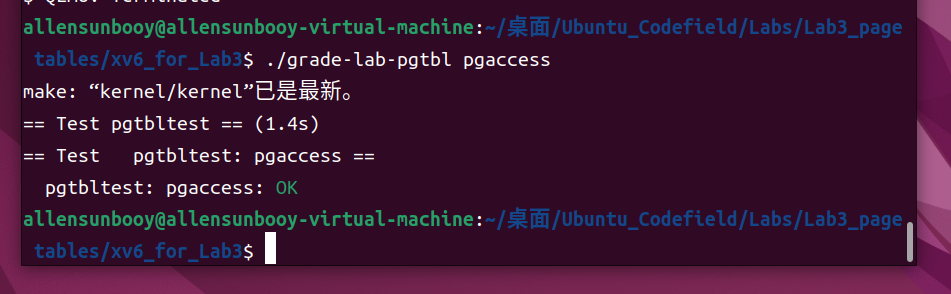 $ QEMU: Terminated
allensunbooy@allensunbooy-virtual-machine:~/桌面/Ubuntu_Codefield/Labs/Lab3_page
tables/xv6_for_Lab3$ ./grade-lab-pgtbl pgaccess
make: “kernel/kernel”已是最新。
== Test pgtbltest == (1.4s)
== Test   pgtbltest: pgaccess ==
  pgtbltest: pgaccess: OK
allensunbooy@allensunbooy-virtual-machine:~/桌面/Ubuntu_Codefield/Labs/Lab3_page
tables/xv6_for_Lab3$